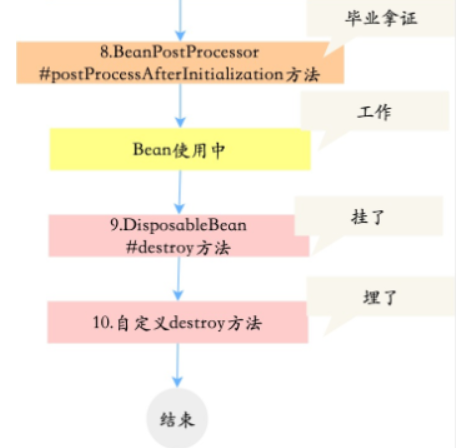 毕业拿证
8.BeanPostProcessor
#postProcessAfterInitialization方法
工作
Bean使用中
挂了
9.DisposableBean
#destroy方法
埋了
10.自定义destroy方法
结束